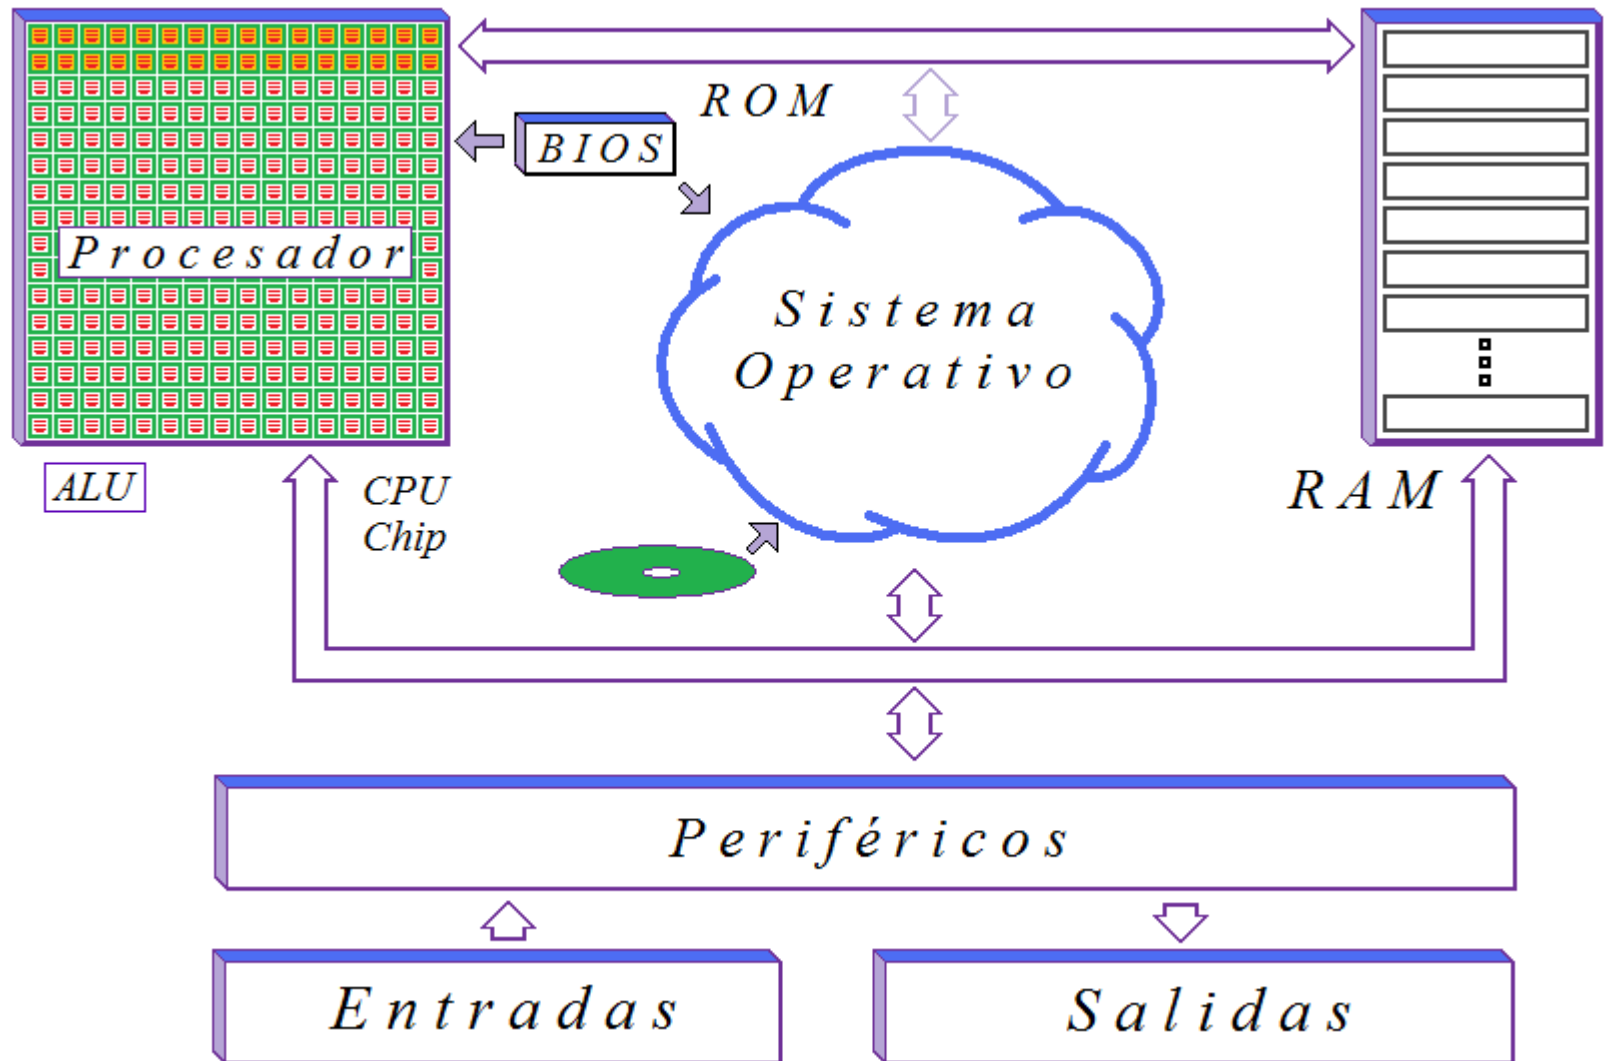 ROM
BIOS
Procesador
Sistema
Operativo
ALU
CPU
Chip
RAM
Periféricos
Entradas
Salidas